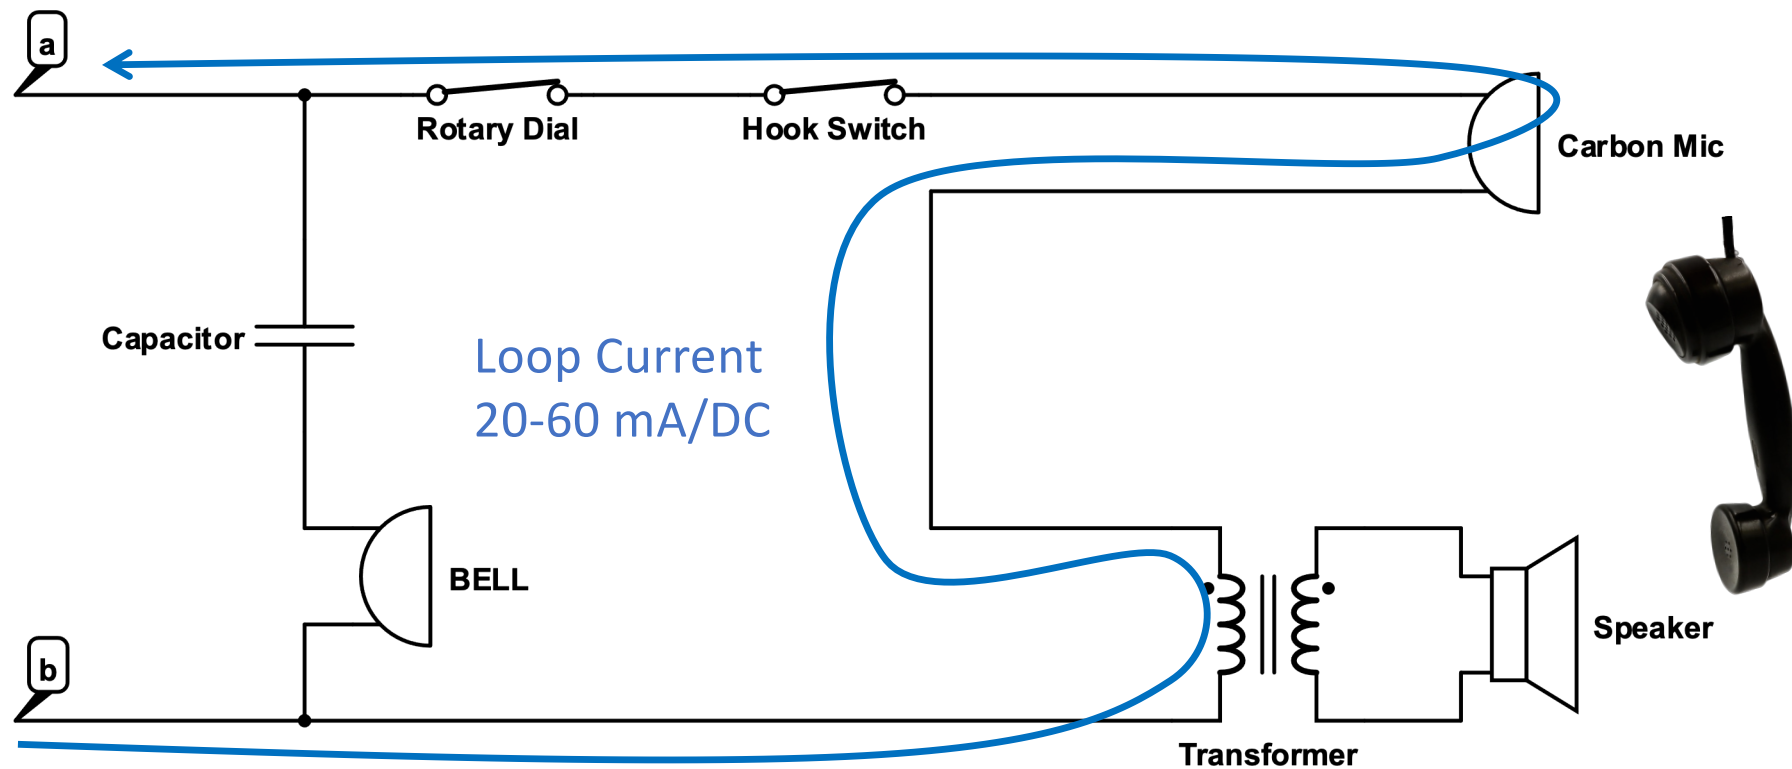 a
Rotary Dial
Hook Switch
Carbon Mic
Capacitor
Loop Current
20-60 mA/DC
BELL
Speaker
b
Transformer